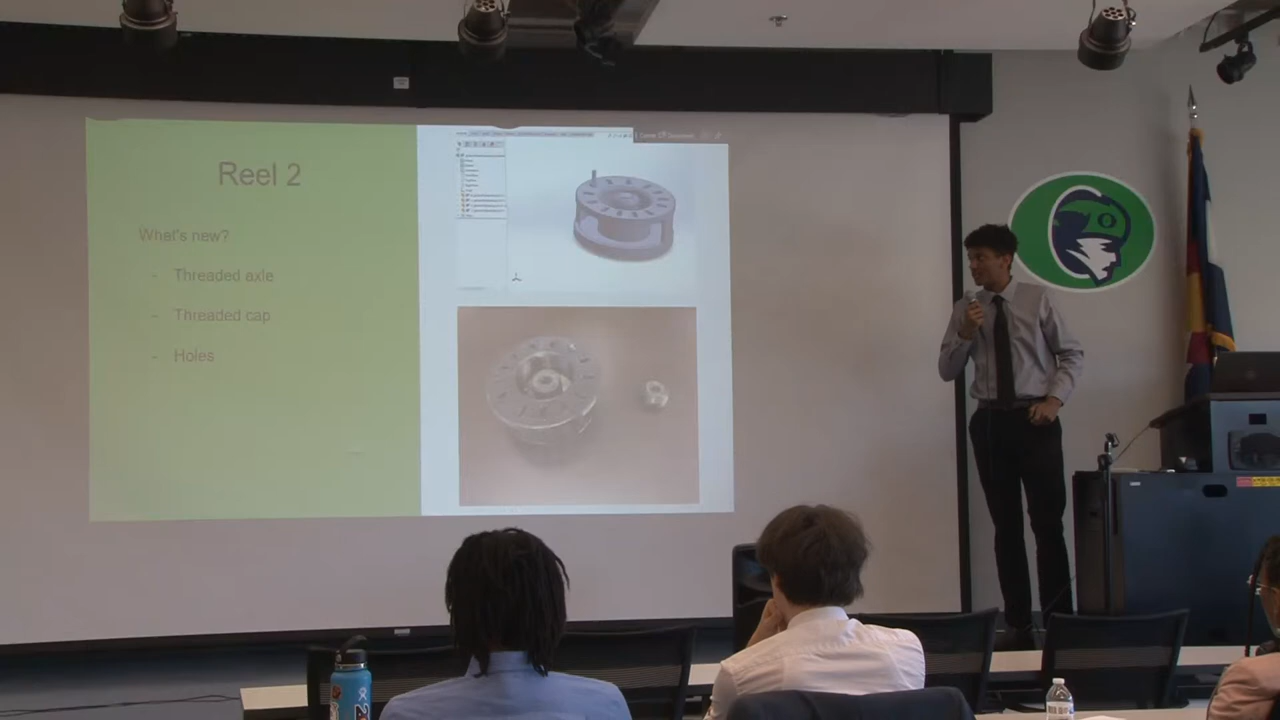 Reel 2
What's new?
- Threaded axle
- Threaded cap
- Holes